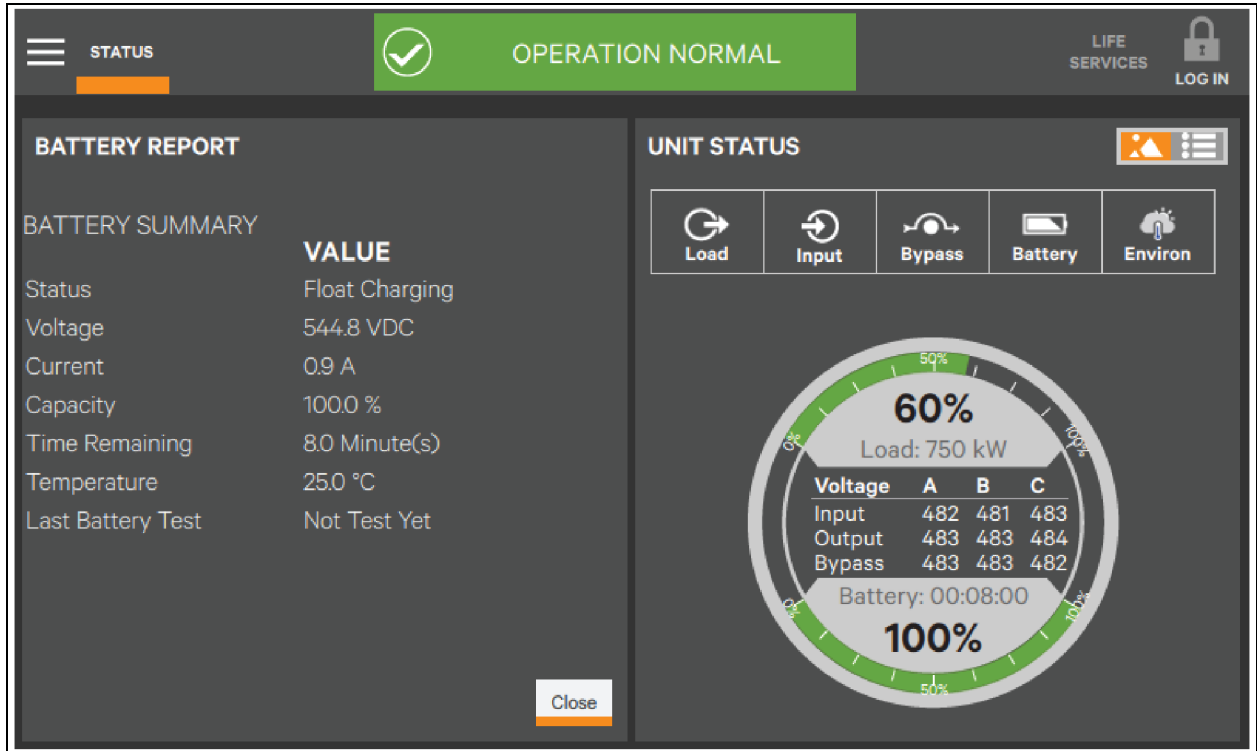 STATUS
OPERATION NORMAL
LIFE
SERVICES
LOG IN
BATTERY REPORT
BATTERY SUMMARY
VALUE
Status Float Charging
Voltage 544.8 VDC
Current 0.9 A
Capacity 100.0 %
Time Remaining 8.0 Minute(s)
Temperature 25.0 °C
Last Battery Test Not Test Yet
Close
UNIT STATUS
Load Input Bypass Battery Environ
50%
0% 100%
60%
Load: 750 kW
Voltage A B C
Input 482 481 483
Output 483 483 484
Bypass 483 483 482
Battery: 00:08:00
0% 100%
100%
50%